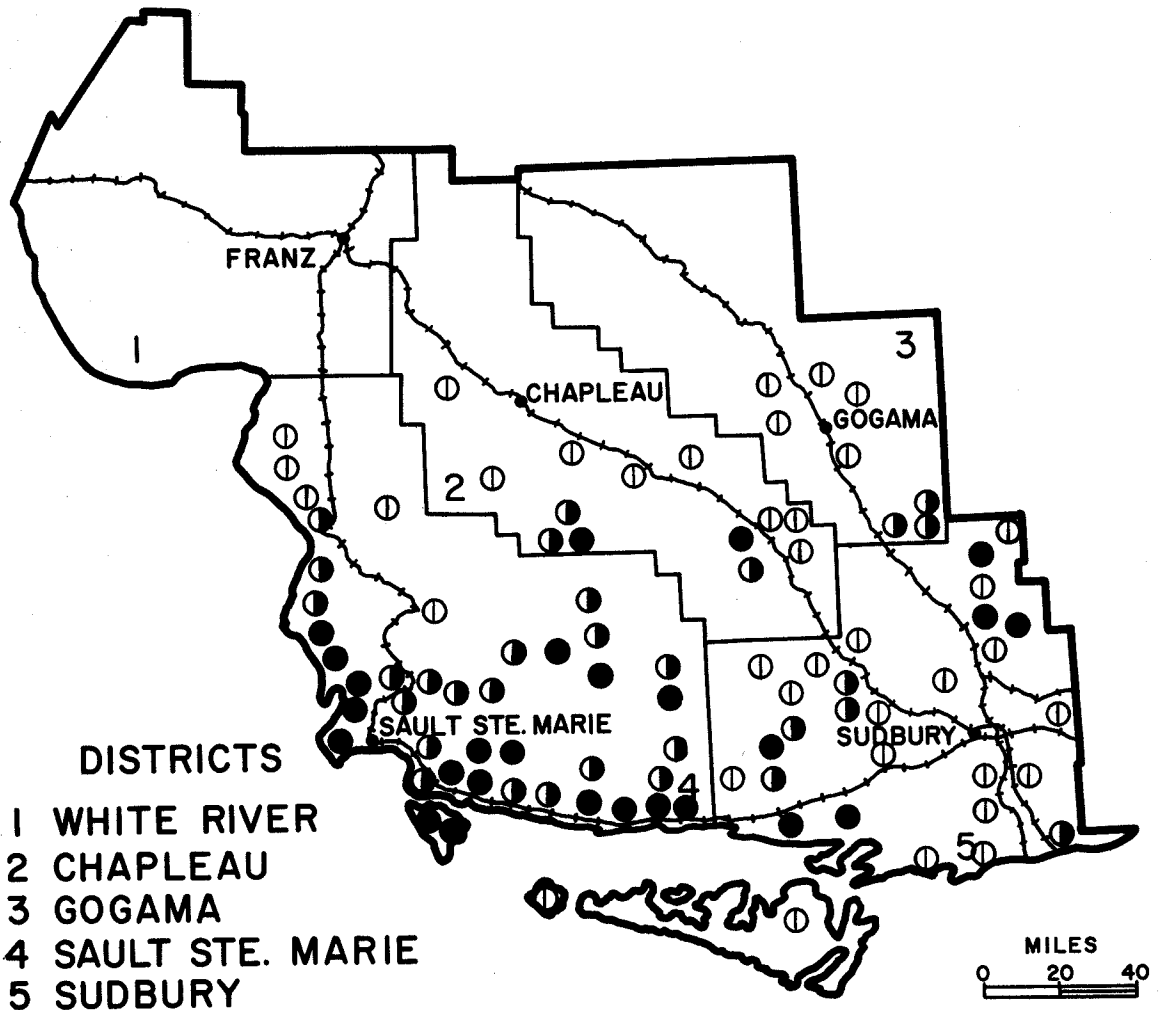 FRANZ
1
3
CHAPLEAU
GOGAMA
2
SAULT STE. MARIE
SUDBURY
4
5
DISTRICTS
1 WHITE RIVER
2 CHAPLEAU
3 GOGAMA
4 SAULT STE. MARIE
5 SUDBURY
MILES
0 20 40